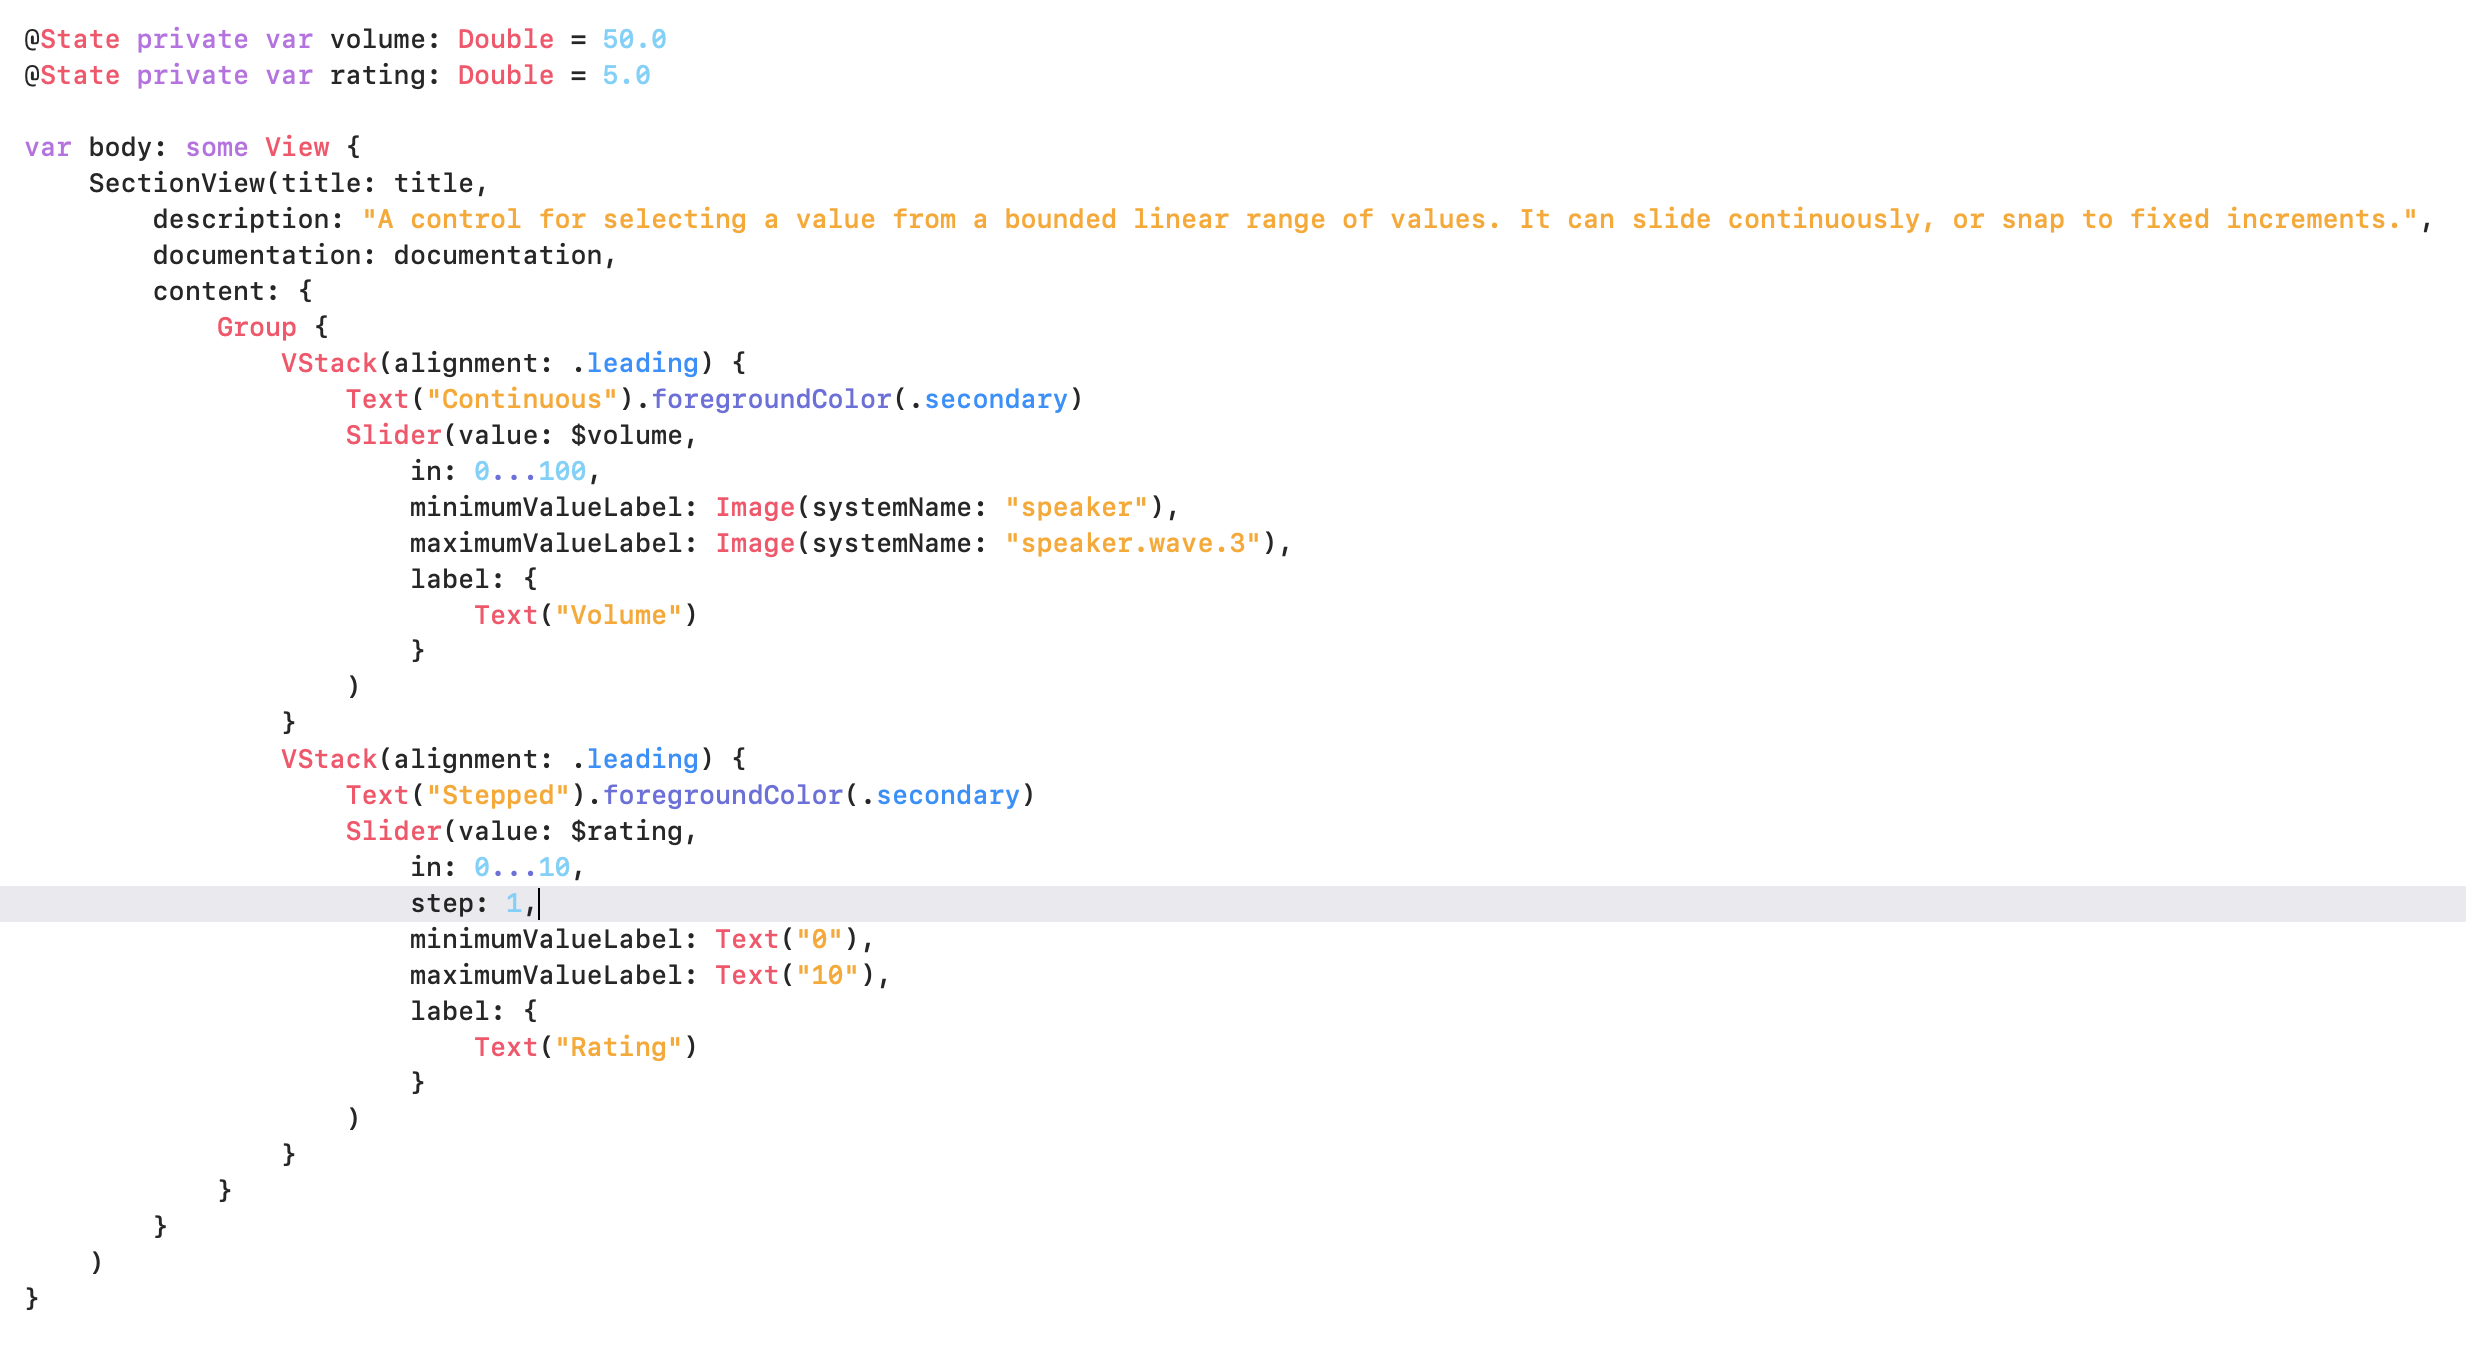 @State private var volume: Double = 50.0
@State private var rating: Double = 5.0

var body: some View {
    SectionView(title: title,
        description: "A control for selecting a value from a bounded linear range of values. It can slide continuously, or snap to fixed increments.",
        documentation: documentation,
        content: {
            Group {
                VStack(alignment: .leading) {
                    Text("Continuous").foregroundColor(.secondary)
                    Slider(value: $volume,
                        in: 0...100,
                        minimumValueLabel: Image(systemName: "speaker"),
                        maximumValueLabel: Image(systemName: "speaker.wave.3"),
                        label: {
                            Text("Volume")
                        }
                    )
                }
                VStack(alignment: .leading) {
                    Text("Stepped").foregroundColor(.secondary)
                    Slider(value: $rating,
                        in: 0...10,
                        step: 1,
                        minimumValueLabel: Text("0"),
                        maximumValueLabel: Text("10"),
                        label: {
                            Text("Rating")
                        }
                    )
                }
            }
        }
    )
}